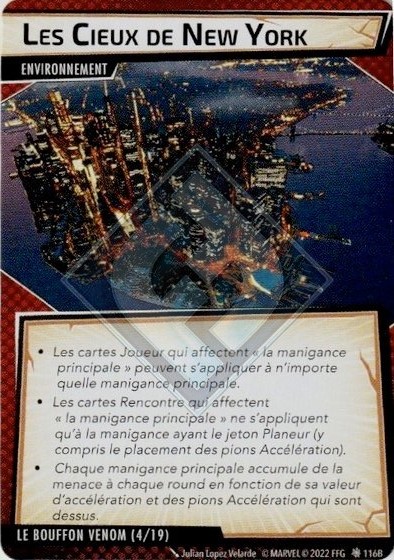 Les Cieux de New York
ENVIRONNEMENT
• Les cartes Joueur qui affectent « la manigance
principale » peuvent s'appliquer à n'importe
quelle manigance principale.
• Les cartes Rencontre qui affectent
« la manigance principale » ne s'appliquent
qu'à la manigance ayant le jeton Planeur (y
compris le placement des pions Accélération).
• Chaque manigance principale accumule de la
menace à chaque round en fonction de sa valeur
d'accélération et des pions Accélération qui sont
dessus.
LE BOUFFON VENOM (4/19)
Julian Lopez Velarde © MARVEL © 2022 FFG 116B